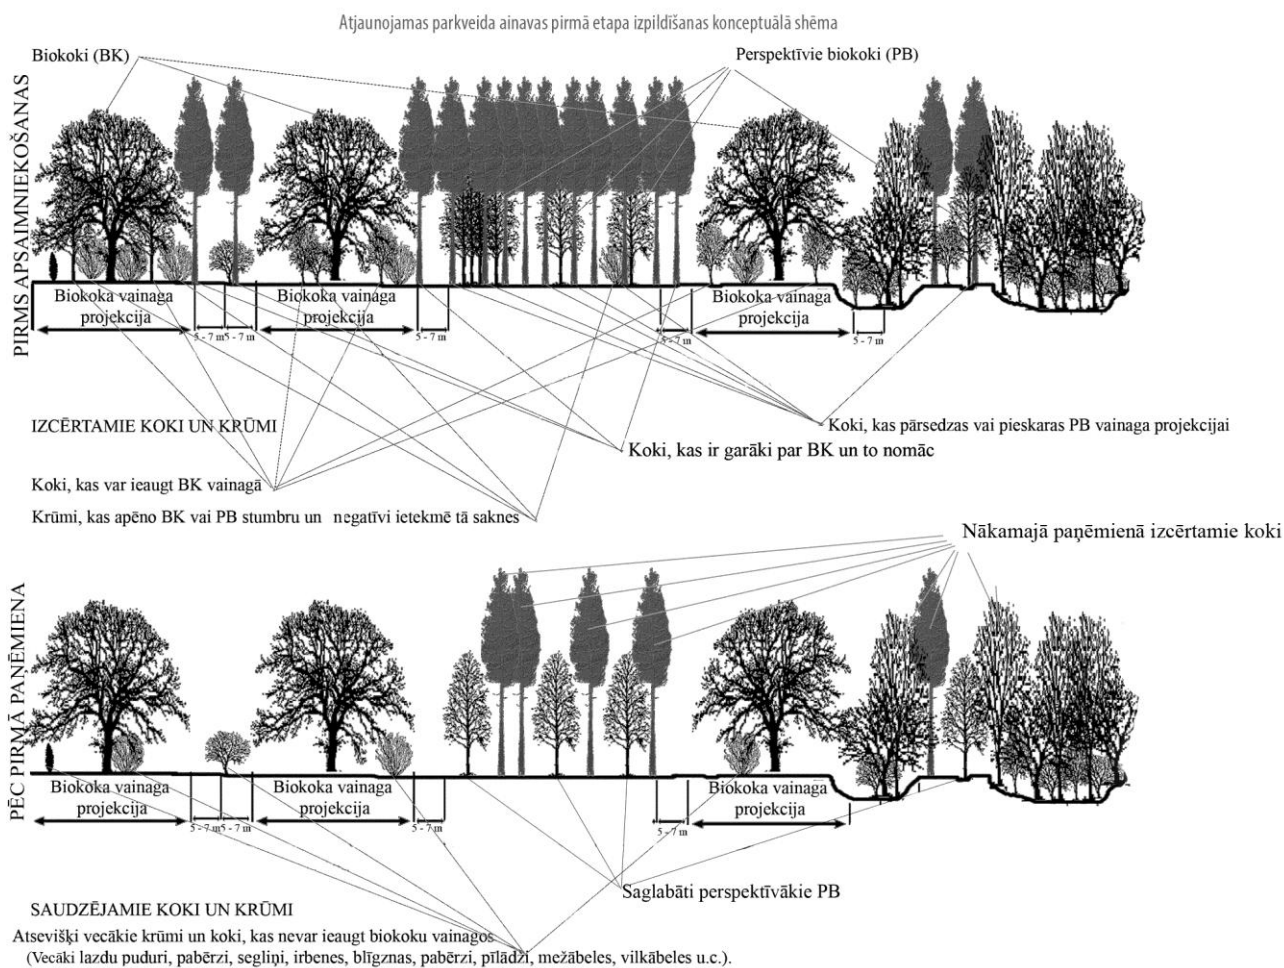 Atjaunojamas parkveida ainavas pirmā etapa izpildīšanas konceptuālā shēma
PIRMS APSAIMNIEKOŠANAS
Biokoki (BK)
Perspektīvie biokoki (PB)
Biokoka vainaga
projekcija
5 - 7 m
5 - 7 m
Biokoka vainaga
projekcija
5 - 7 m
5 - 7 m
Biokoka vainaga
projekcija
5 - 7 m
IZCĒRTAMIE KOKI UN KRŪMI
Koki, kas pārsedzas vai pieskaras PB vainaga projekcijai
Koki, kas ir garāki par BK un to nomāc
Koki, kas var ieaugt BK vainagā
Krūmi, kas apēno BK vai PB stumbru un negatīvi ietekmē tā saknes
PĒC PIRMĀ PAŅĒMIENA
Nākamajā paņēmienā izcērtamie koki
Biokoka vainaga
projekcija
5 - 7 m
5 - 7 m
Biokoka vainaga
projekcija
5 - 7 m
5 - 7 m
Biokoka vainaga
projekcija
Saglabāti perspektīvākie PB
SAUDZĒJAMIE KOKI UN KRŪMI
Atsevišķi vecākie krūmi un koki, kas nevar ieaugt biokoku vainagos
(Vecāki lazdu puduri, pabērzi, segliņi, irbenes, blīgznas, pabērzi, pīlādži, mežābeles, vilkābeles u.c.).